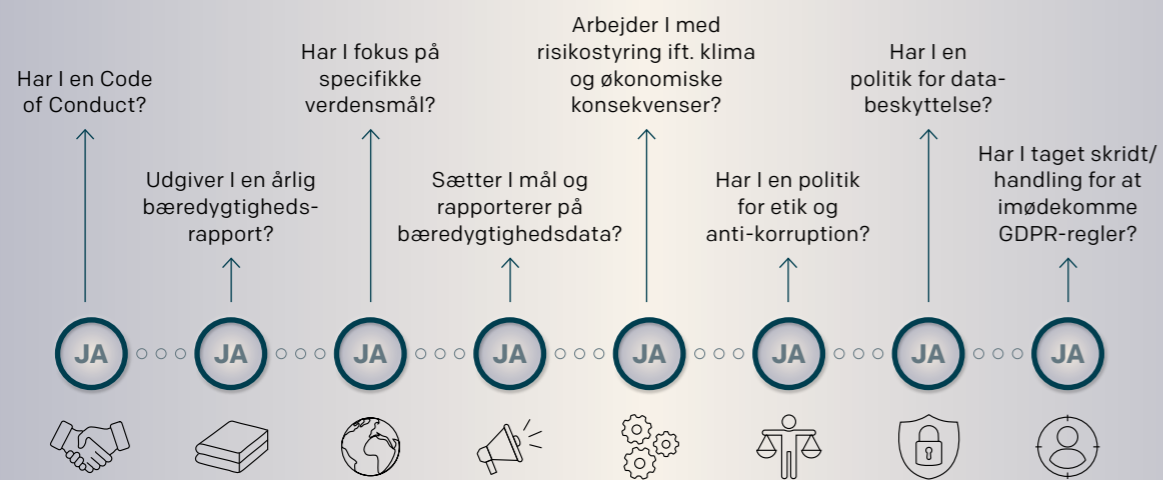 Har I en Code
of Conduct?
Udgiver I en årlig
bæredygtigheds-
rapport?
Har I fokus på
specifikke
verdensmål?
Sætter I mål og
rapporterer på
bæredygtighedsdata?
Arbejder I med
risikostyring ift. klima
og økonomiske
konsekvenser?
Har I en politik
for etik og
anti-korruption?
Har I en
politik for data-
beskyttelse?
Har I taget skridt/
handling for at
imødekomme
GDPR-regler?
JA
JA
JA
JA
JA
JA
JA
JA